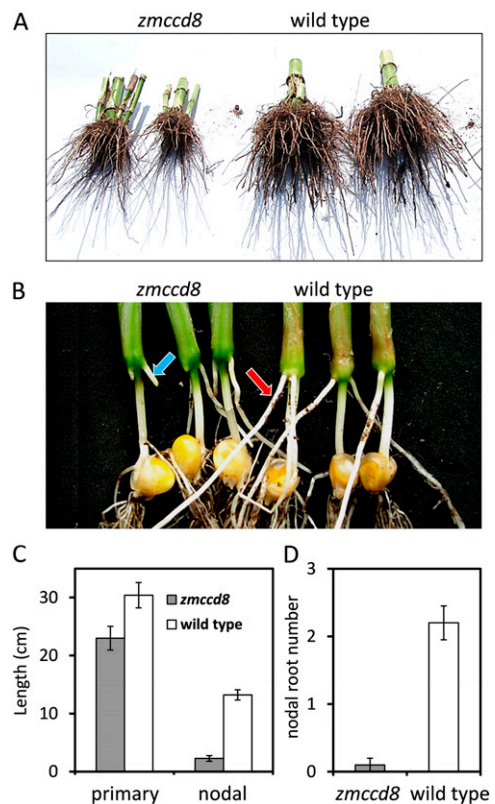 A
zmccd8 wild type
B
zmccd8 wild type
C
D
Length (cm)
30
20
10
0
zmccd8
wild type
primary nodal
nodal root number
3
2
1
0
zmccd8 wild type